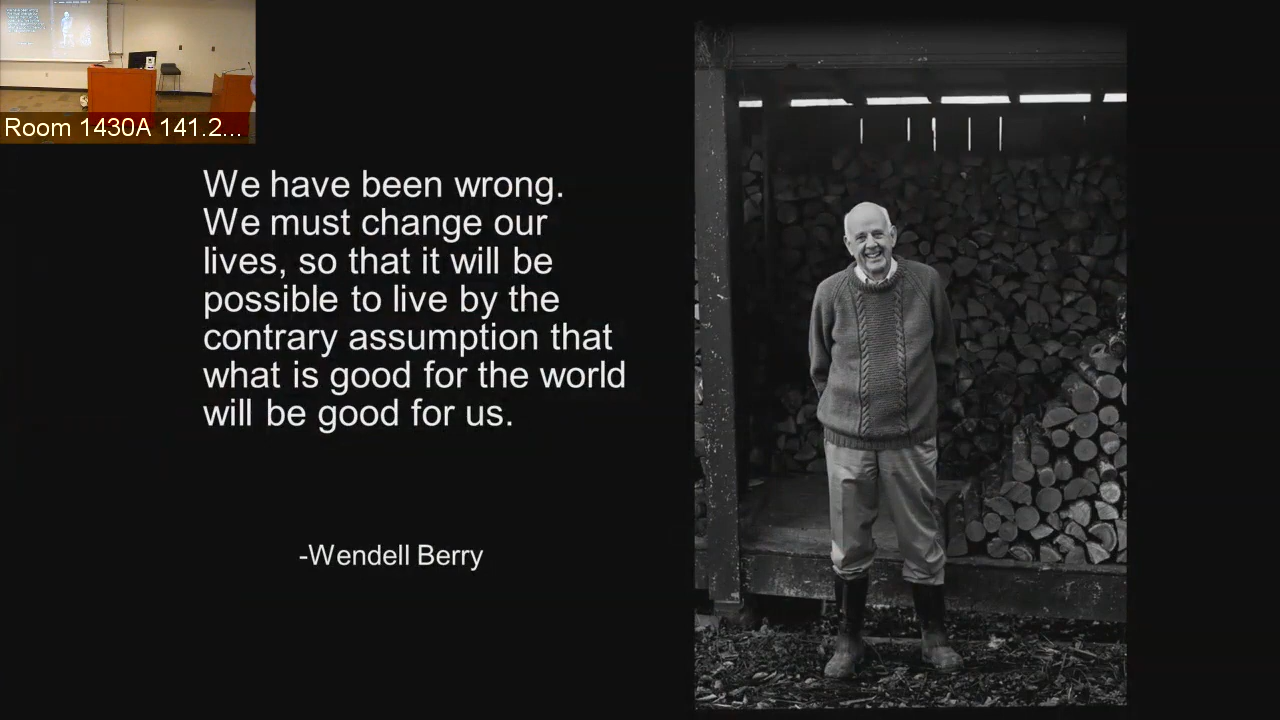 Room 1430A 141.2...
We have been wrong.
We must change our
lives, so that it will be
possible to live by the
contrary assumption that
what is good for the world
will be good for us.
-Wendell Berry